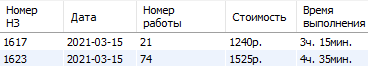 Номер НЗ Дата Номер работы Стоимость Время выполнения
1617 2021-03-15 21 1240р. 3ч. 15мин.
1623 2021-03-15 74 1525р. 4ч. 35мин.